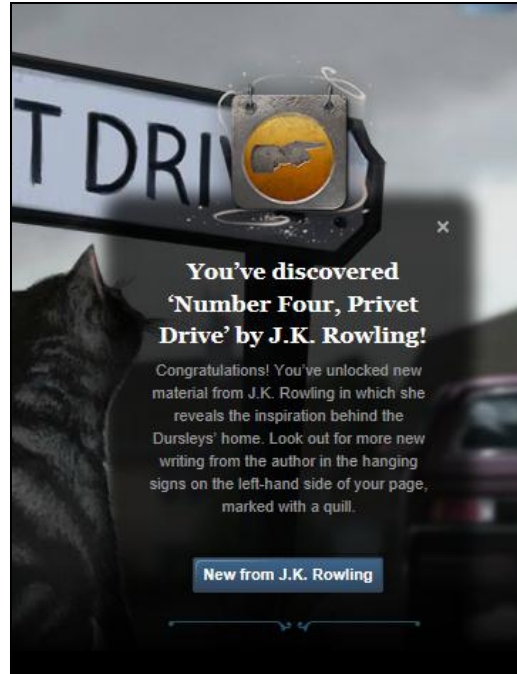 T DRIV
×
You’ve discovered
‘Number Four, Privet
Drive’ by J.K. Rowling!
Congratulations! You’ve unlocked new
material from J.K. Rowling in which she
reveals the inspiration behind the
Dursleys’ home. Look out for more new
writing from the author in the hanging
signs on the left-hand side of your page,
marked with a quill.
New from J.K. Rowling